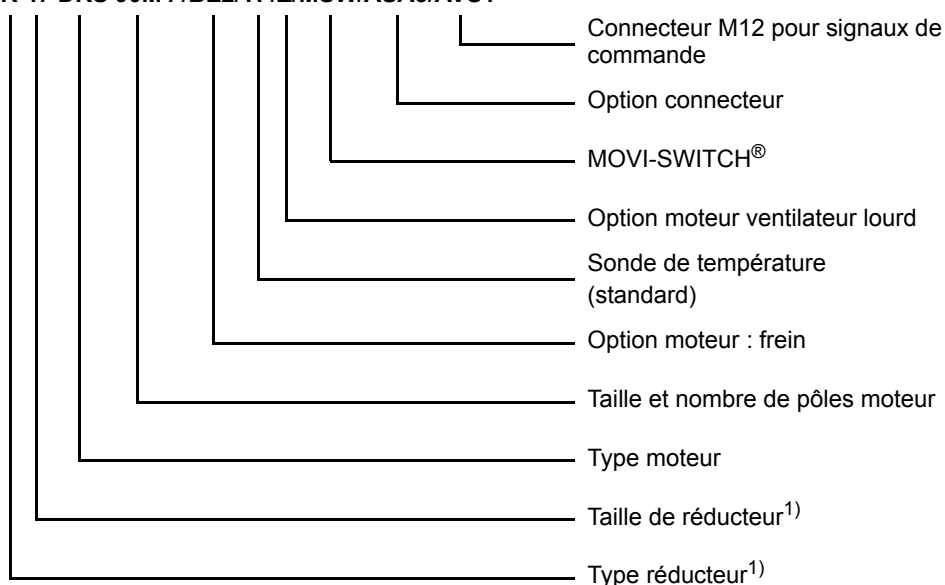 Connecteur M12 pour signaux de
commande
Option connecteur
MOVI-SWITCH®
Option moteur ventilateur lourd
Sonde de température
(standard)
Option moteur : frein
Taille et nombre de pôles moteur
Type moteur
Taille de réducteur1)
Type réducteur1)